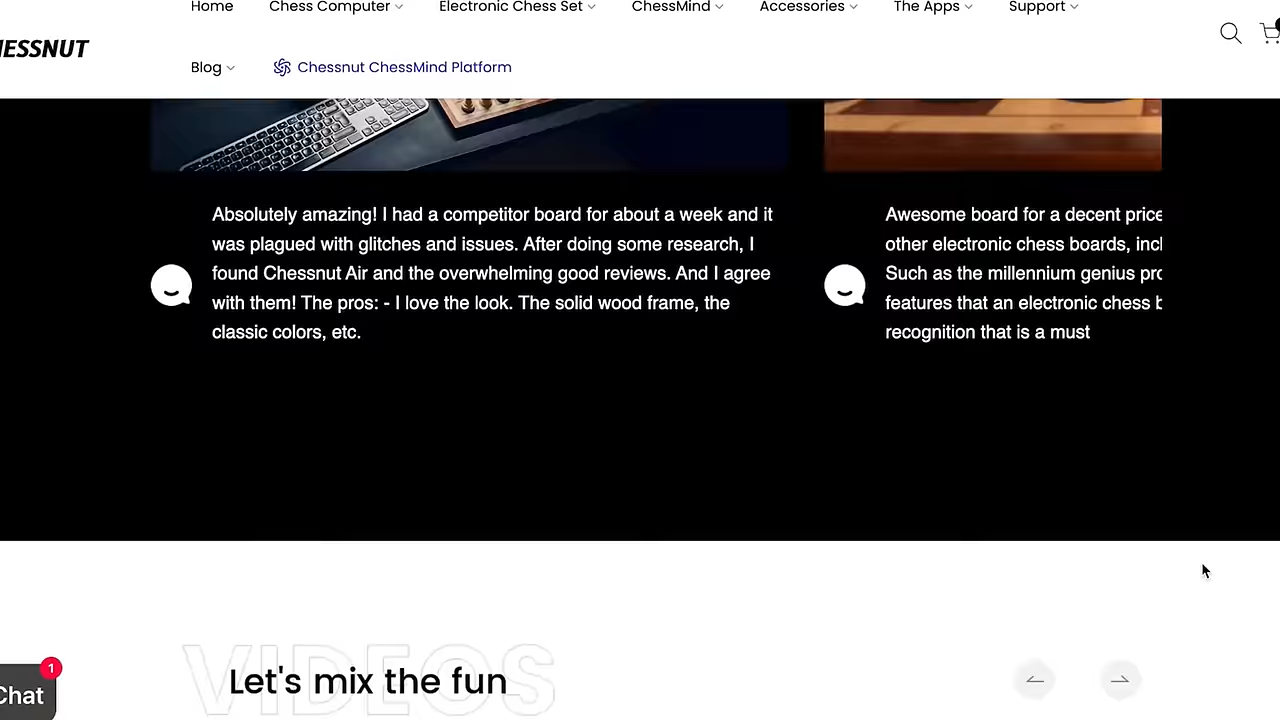 Home Chess Computer Electronic Chess Set ChessMind Accessories The Apps Support
HESSNUT
Blog Chessnut ChessMind Platform
Absolutely amazing! I had a competitor board for about a week and it
was plagued with glitches and issues. After doing some research, I
found Chessnut Air and the overwhelming good reviews. And I agree
with them! The pros: - I love the look. The solid wood frame, the
classic colors, etc.
Awesome board for a decent price
other electronic chess boards, incl
Such as the millennium genius pro
features that an electronic chess b
recognition that is a must
VIDEOS
Let's mix the fun
1
Chat